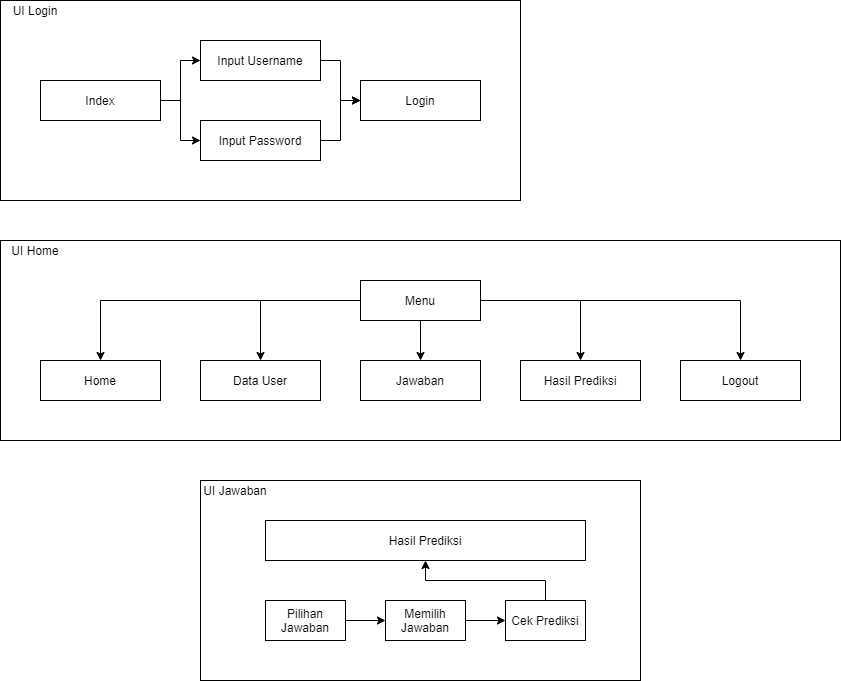 UI Login
Input Username
Index
Login
Input Password
UI Home
Menu
Home
Data User
Jawaban
Hasil Prediksi
Logout
UI Jawaban
Hasil Prediksi
Pilihan
Jawaban
Memilih
Jawaban
Cek Prediksi